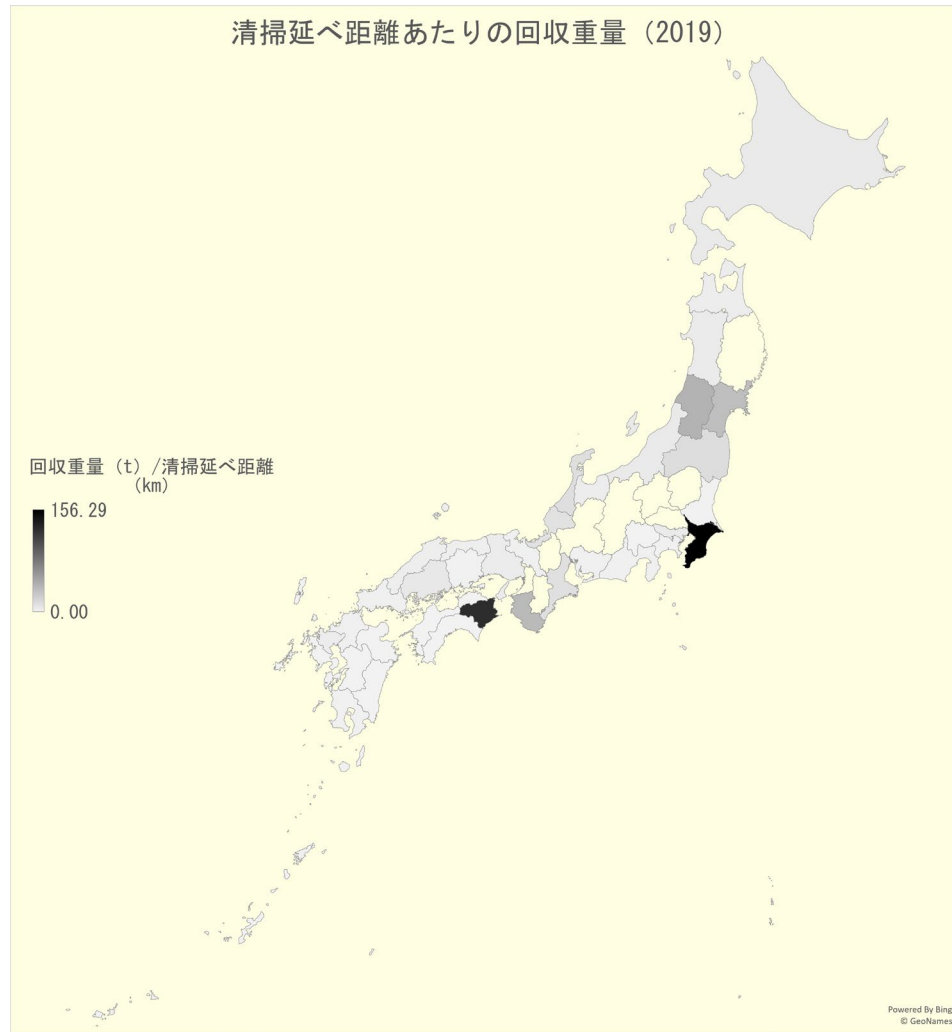 清掃延べ距離あたりの回収重量（2019）
回収重量（t）/清掃延べ距離
（km）
156.29
0.00
Powered By Bing
© GeoNames